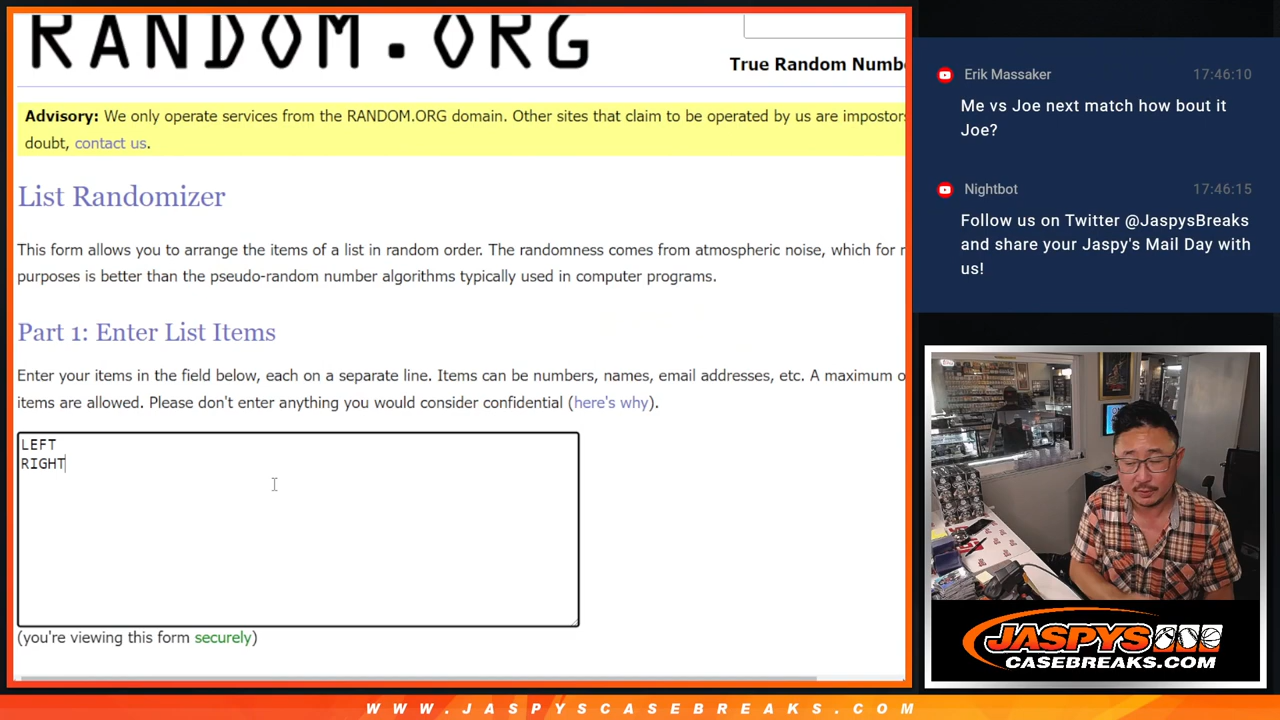 RANDOM.ORG
True Random Numbe
Advisory: We only operate services from the RANDOM.ORG domain. Other sites that claim to be operated by us are impostors
doubt, contact us.
List Randomizer
This form allows you to arrange the items of a list in random order. The randomness comes from atmospheric noise, which for
purposes is better than the pseudo-random number algorithms typically used in computer programs.
Part 1: Enter List Items
Enter your items in the field below, each on a separate line. Items can be numbers, names, email addresses, etc. A maximum
items are allowed. Please don't enter anything you would consider confidential (here's why).
LEFT
RIGHT
(you're viewing this form securely)
Erik Massaker 17:46:10
Me vs Joe next match how bout it
Joe?
Nightbot 17:46:15
Follow us on Twitter @JaspysBreaks
and share your Jaspy's Mail Day with
us!
JASPYS
CASEBREAKS.COM
WWW.JASPYSCASEBREAKS.COM